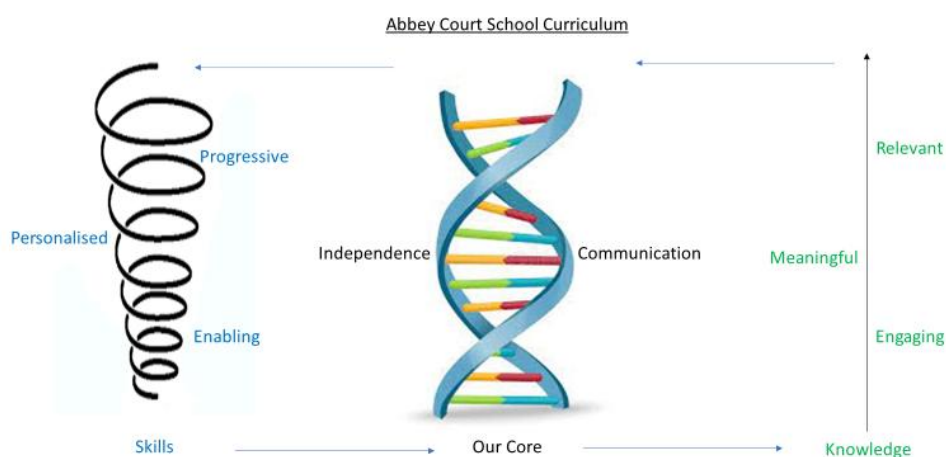 Abbey Court School Curriculum
Progressive
Relevant
Personalised
Independence
Communication
Meaningful
Enabling
Engaging
Skills
Our Core
Knowledge